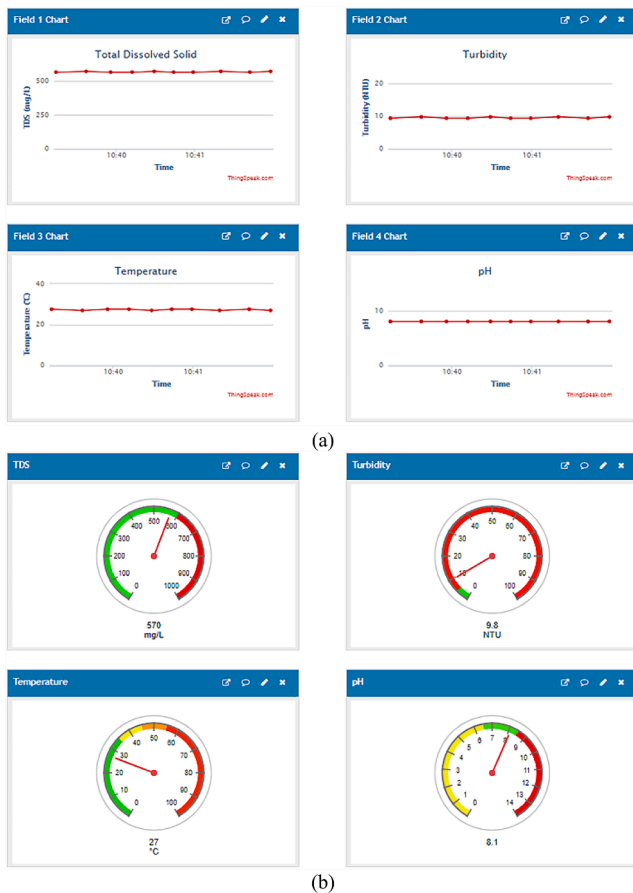 Field 1 Chart
Total Dissolved Solid
TDS (mg/L)
500
250
0
10:40
10:41
Time
ThingSpeak.com
Field 2 Chart
Turbidity
Turbidity (NTU)
20
10
0
10:40
10:41
Time
ThingSpeak.com
Field 3 Chart
Temperature
Temperature (°C)
40
20
0
10:40
10:41
Time
ThingSpeak.com
Field 4 Chart
pH
pH
10
0
10:40
10:41
Time
ThingSpeak.com
(a)
TDS
0
100
200
300
400
500
600
700
800
900
1000
570
mg/L
Turbidity
0
10
20
30
40
50
60
70
80
90
100
9.8
NTU
Temperature
0
10
20
30
40
50
60
70
80
90
100
27
°C
pH
0
1
2
3
4
5
6
7
8
9
10
11
12
13
14
8.1
(b)